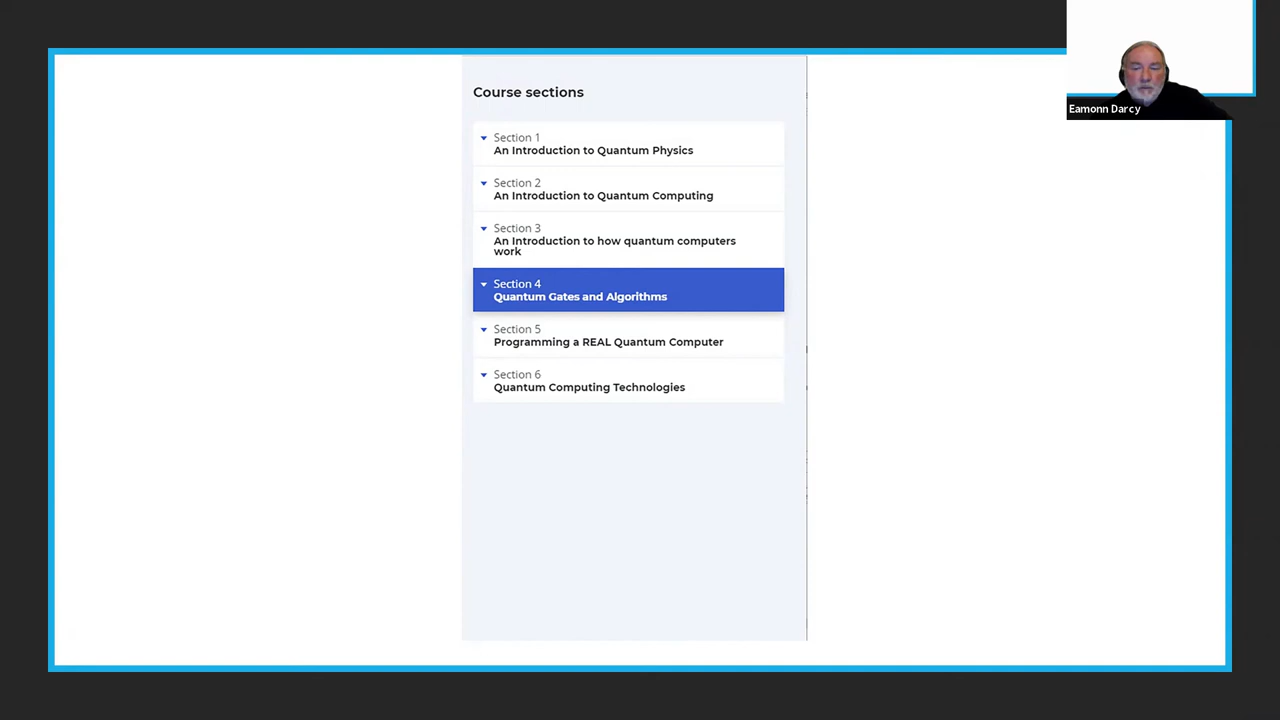 Course sections
Section 1
An Introduction to Quantum Physics
Section 2
An Introduction to Quantum Computing
Section 3
An Introduction to how quantum computers
work
Section 4
Quantum Gates and Algorithms
Section 5
Programming a REAL Quantum Computer
Section 6
Quantum Computing Technologies
Eamonn Darcy